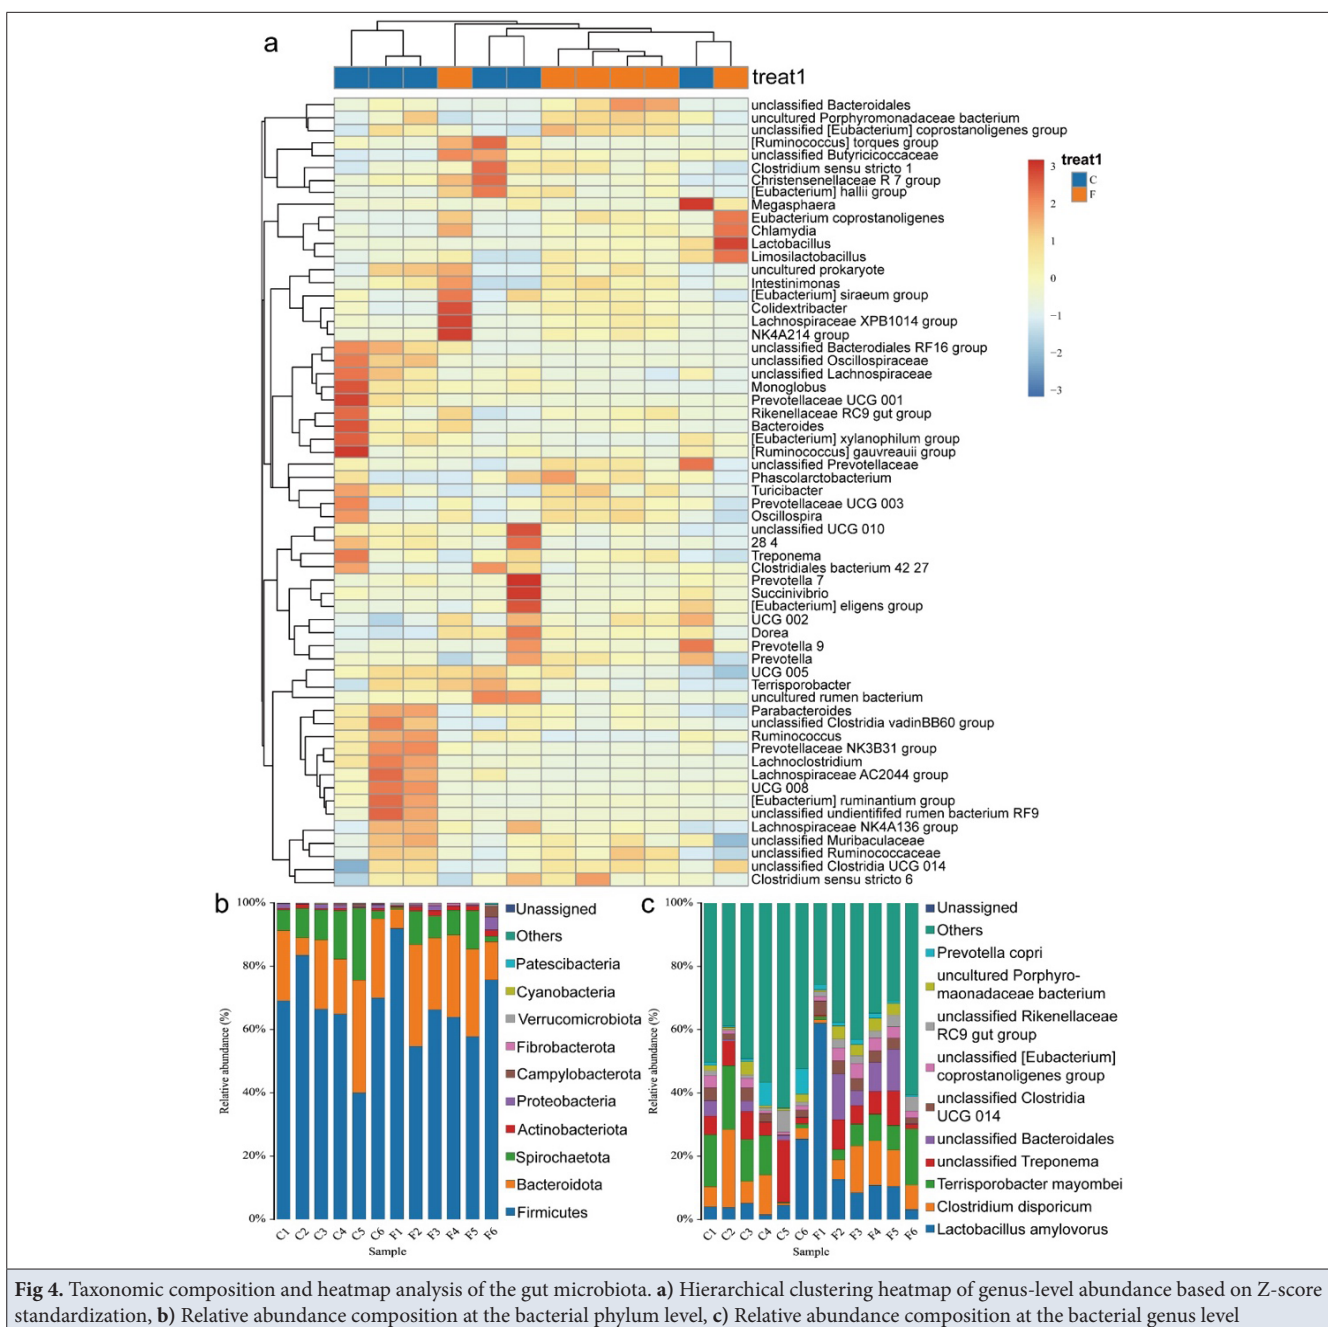 a
treat1
unclassified Bacteroidales
uncultured Porphyromonadaceae bacterium
unclassified [Eubacterium] coprostanoligenes group
[Ruminococcus] torques group
unclassified Butyricicoccaceae
Clostridium sensu stricto 1
Christensenellaceae R 7 group
[Eubacterium] hallii group
Megasphaera
Eubacterium coprostanoligenes
Chlamydia
Lactobacillus
Limosilactobacillus
uncultured prokaryote
Intestinimonas
[Eubacterium] siraeum group
Colidextribacter
Lachnospiraceae XPB1014 group
NK4A214 group
unclassified Bacterodiales RF16 group
unclassified Oscillospiraceae
unclassified Lachnospiraceae
Monoglobus
Prevotellaceae UCG 001
Rikenellaceae RC9 gut group
Bacteroides
[Eubacterium] xylanophilum group
[Ruminococcus] gauvreauii group
unclassified Prevotellaceae
Phascolarctobacterium
Turicibacter
Prevotellaceae UCG 003
Oscillospira
unclassified UCG 010
28 4
Treponema
Clostridiales bacterium 42 27
Prevotella 7
Succinivibrio
[Eubacterium] eligens group
UCG 002
Dorea
Prevotella 9
Prevotella
UCG 005
Terrisporobacter
uncultured rumen bacterium
Parabacteroides
unclassified Clostridia vadinBB60 group
Ruminococcus
Prevotellaceae NK3B31 group
Lachnoclostridium
Lachnospiraceae AC2044 group
UCG 008
[Eubacterium] ruminantium group
unclassified undientififed rumen bacterium RF9
Lachnospiraceae NK4A136 group
unclassified Muribaculaceae
unclassified Ruminococcaceae
unclassified Clostridia UCG 014
Clostridium sensu stricto 6
3
2
1
0
−1
−2
−3
treat1
C
F
b
100%
80%
60%
40%
20%
0%
Relative abundance (%)
C1 C2 C3 C4 C5 C6 F1 F2 F3 F4 F5 F6
Sample
Unassigned
Others
Patescibacteria
Cyanobacteria
Verrucomicrobiota
Fibrobacterota
Campylobacterota
Proteobacteria
Actinobacteriota
Spirochaetota
Bacteroidota
Firmicutes
c
100%
80%
60%
40%
20%
0%
Relative abundance (%)
C1 C2 C3 C4 C5 C6 F1 F2 F3 F4 F5 F6
Sample
Unassigned
Others
Prevotella copri
uncultured Porphyro-
maonadaceae bacterium
unclassified Rikenellaceae
RC9 gut group
unclassified [Eubacterium]
coprostanoligenes group
unclassified Clostridia
UCG 014
unclassified Bacteroidales
unclassified Treponema
Terrisporobacter mayombei
Clostridium disporicum
Lactobacillus amylovorus
Fig 4. Taxonomic composition and heatmap analysis of the gut microbiota. a) Hierarchical clustering heatmap of genus-level abundance based on Z-score
standardization, b) Relative abundance composition at the bacterial phylum level, c) Relative abundance composition at the bacterial genus level